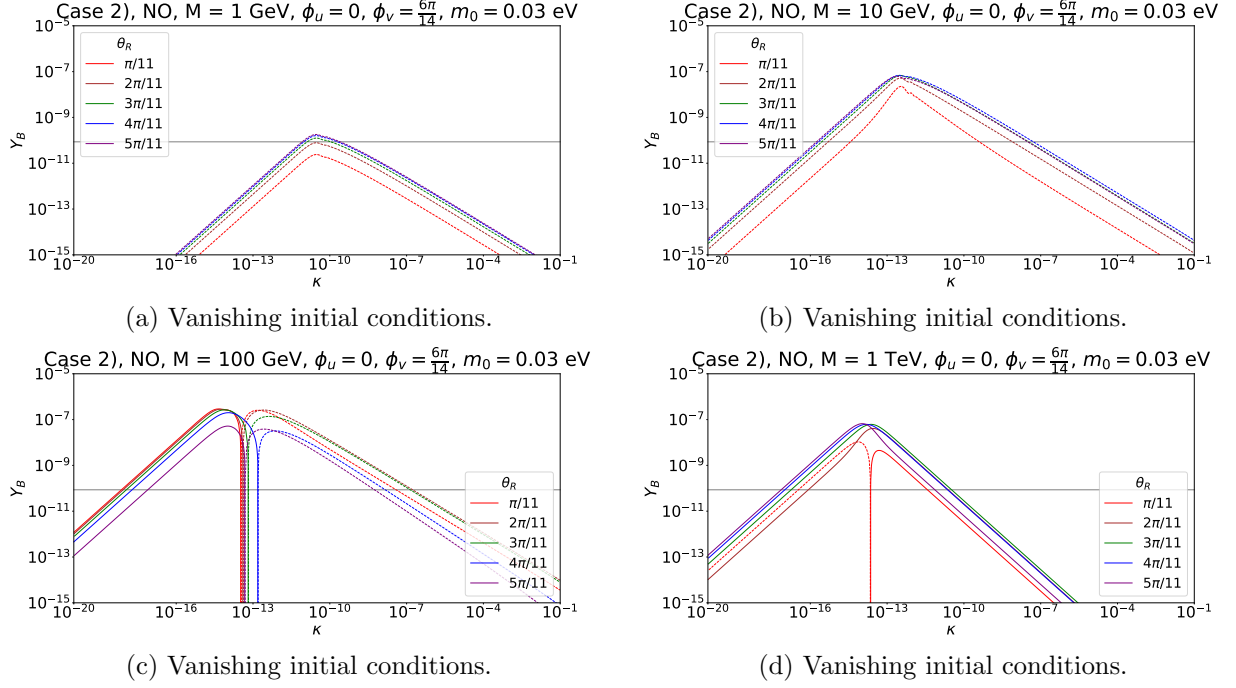 Case 2), NO, M = 1 GeV, ϕ_u = 0, ϕ_v = 6π/14, m_0 = 0.03 eV
Y_B
10^−5
10^−7
10^−9
10^−11
10^−13
10^−15
θ_R
π/11
2π/11
3π/11
4π/11
5π/11
10^−20
10^−16
10^−13
10^−10
10^−7
10^−4
10^−1
κ
(a) Vanishing initial conditions.
Case 2), NO, M = 10 GeV, ϕ_u = 0, ϕ_v = 6π/14, m_0 = 0.03 eV
Y_B
10^−5
10^−7
10^−9
10^−11
10^−13
10^−15
θ_R
π/11
2π/11
3π/11
4π/11
5π/11
10^−20
10^−16
10^−13
10^−10
10^−7
10^−4
10^−1
κ
(b) Vanishing initial conditions.
Case 2), NO, M = 100 GeV, ϕ_u = 0, ϕ_v = 6π/14, m_0 = 0.03 eV
Y_B
10^−5
10^−7
10^−9
10^−11
10^−13
10^−15
θ_R
π/11
2π/11
3π/11
4π/11
5π/11
10^−20
10^−16
10^−13
10^−10
10^−7
10^−4
10^−1
κ
(c) Vanishing initial conditions.
Case 2), NO, M = 1 TeV, ϕ_u = 0, ϕ_v = 6π/14, m_0 = 0.03 eV
Y_B
10^−5
10^−7
10^−9
10^−11
10^−13
10^−15
θ_R
π/11
2π/11
3π/11
4π/11
5π/11
10^−20
10^−16
10^−13
10^−10
10^−7
10^−4
10^−1
κ
(d) Vanishing initial conditions.